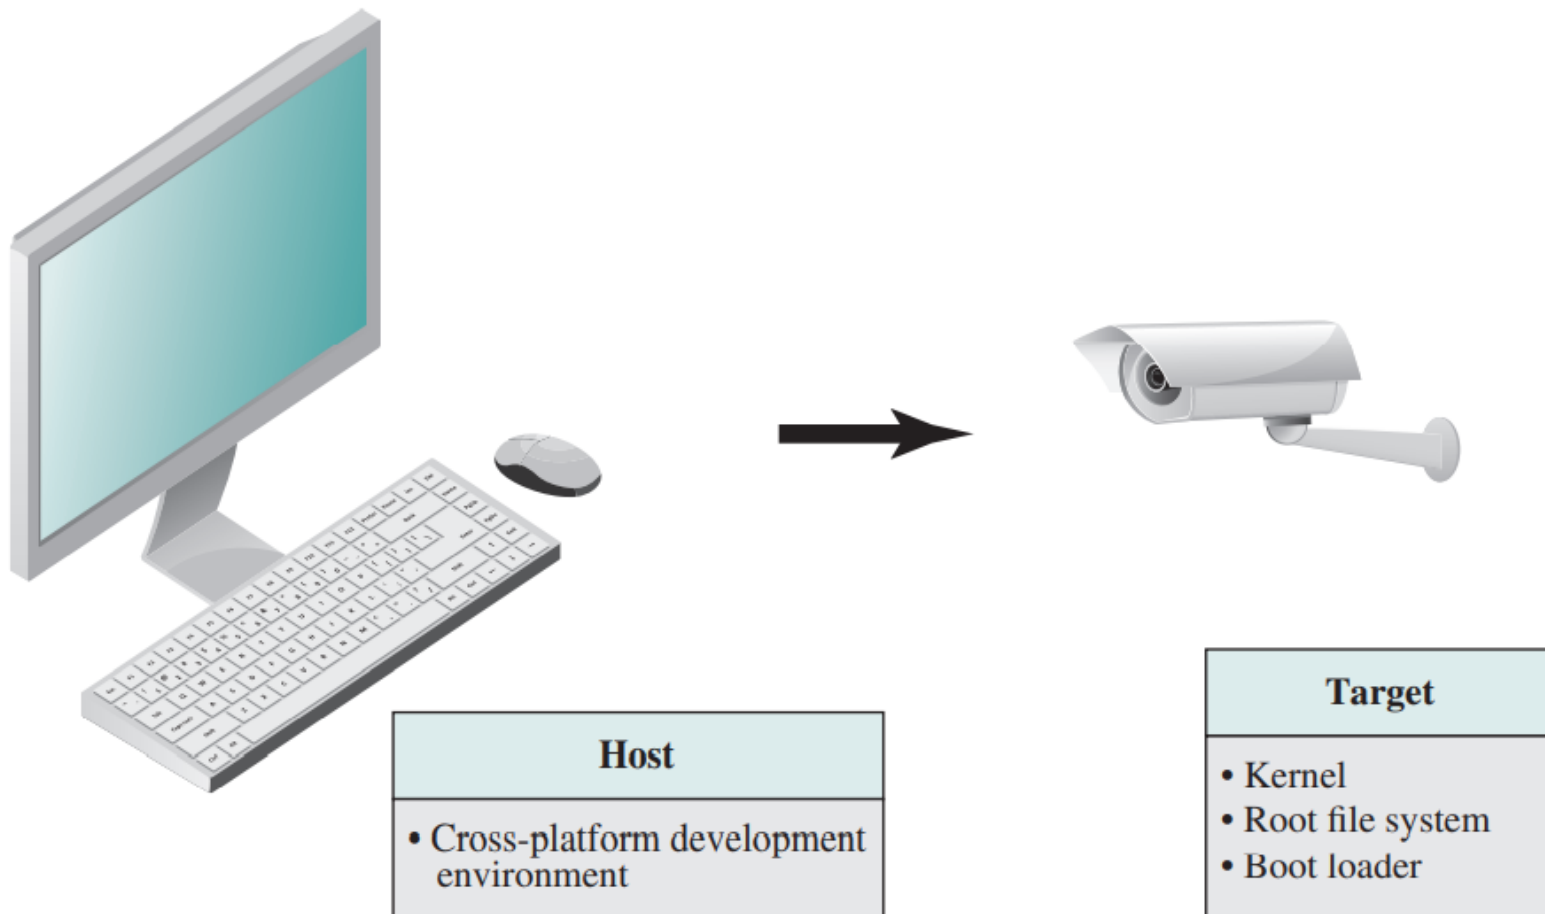 Host
• Cross-platform development
environment
Target
• Kernel
• Root file system
• Boot loader